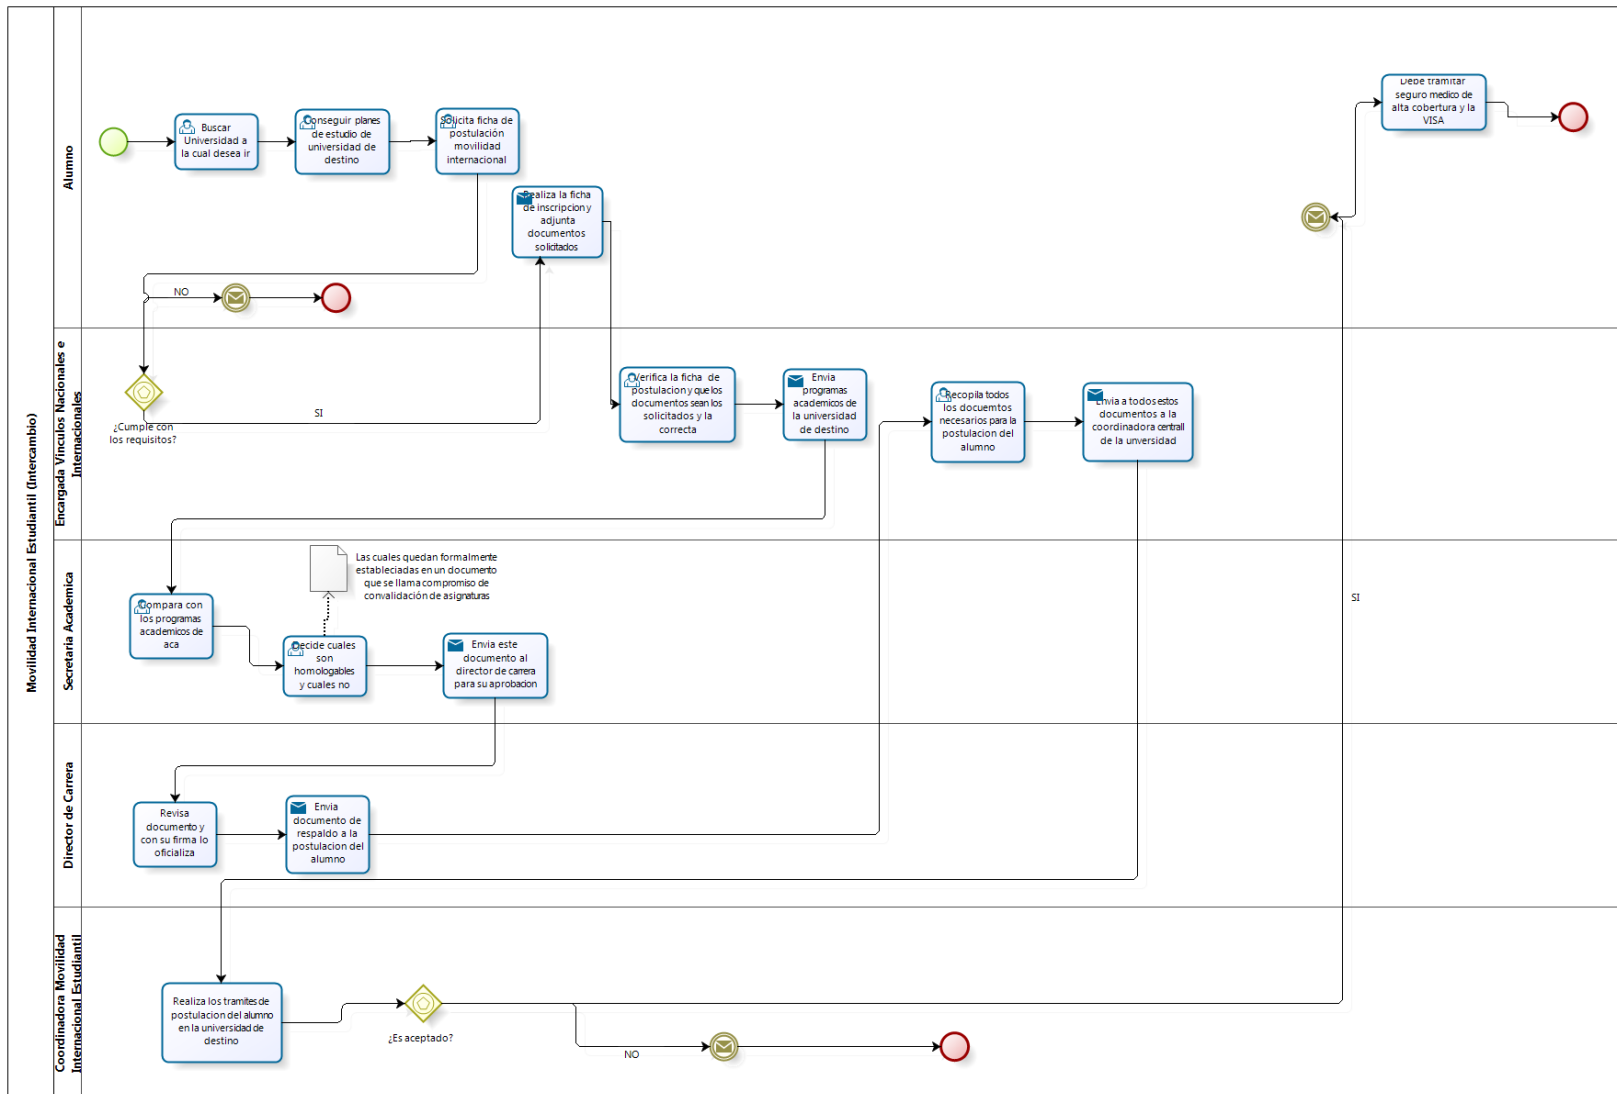 Movilidad Internacional Estudiantil (Intercambio)
Alumno
Buscar
Universidad a
la cual desea ir
Conseguir planes
de estudio de
universidad de
destino
Solicita ficha de
postulación
movilidad
internacional
Realiza la ficha
de inscripcion y
adjunta
documentos
solicitados
NO
Debe tramitar
seguro medico de
alta cobertura y la
VISA
Encargada Vinculos Nacionales e
Internacionales
¿Cumple con
los requisitos?
SI
Verifica la ficha de
postulacion y que los
documentos sean los
solicitados y la
correcta
Envia
programas
academicos de
la universidad
de destino
Recopila todos
los docuemtos
necesarios para la
postulacion del
alumno
Envia a todos estos
documentos a la
coordinadora centrall
de la unversidad
Secretaria Academica
Compara con
los programas
academicos de
aca
Las cuales quedan formalmente
estableciadas en un documento
que se llama compromiso de
convalidación de asignaturas
Decide cuales
son
homologables
y cuales no
Envia este
documento al
director de carrera
para su aprobacion
SI
Director de Carrera
Revisa
documento y
con su firma lo
oficializa
Envia
documento de
respaldo a la
postulacion del
alumno
Coordinadora Movilidad
Internacional Estudiantil
Realiza los tramites de
postulacion del alumno
en la universidad de
destino
¿Es aceptado?
NO